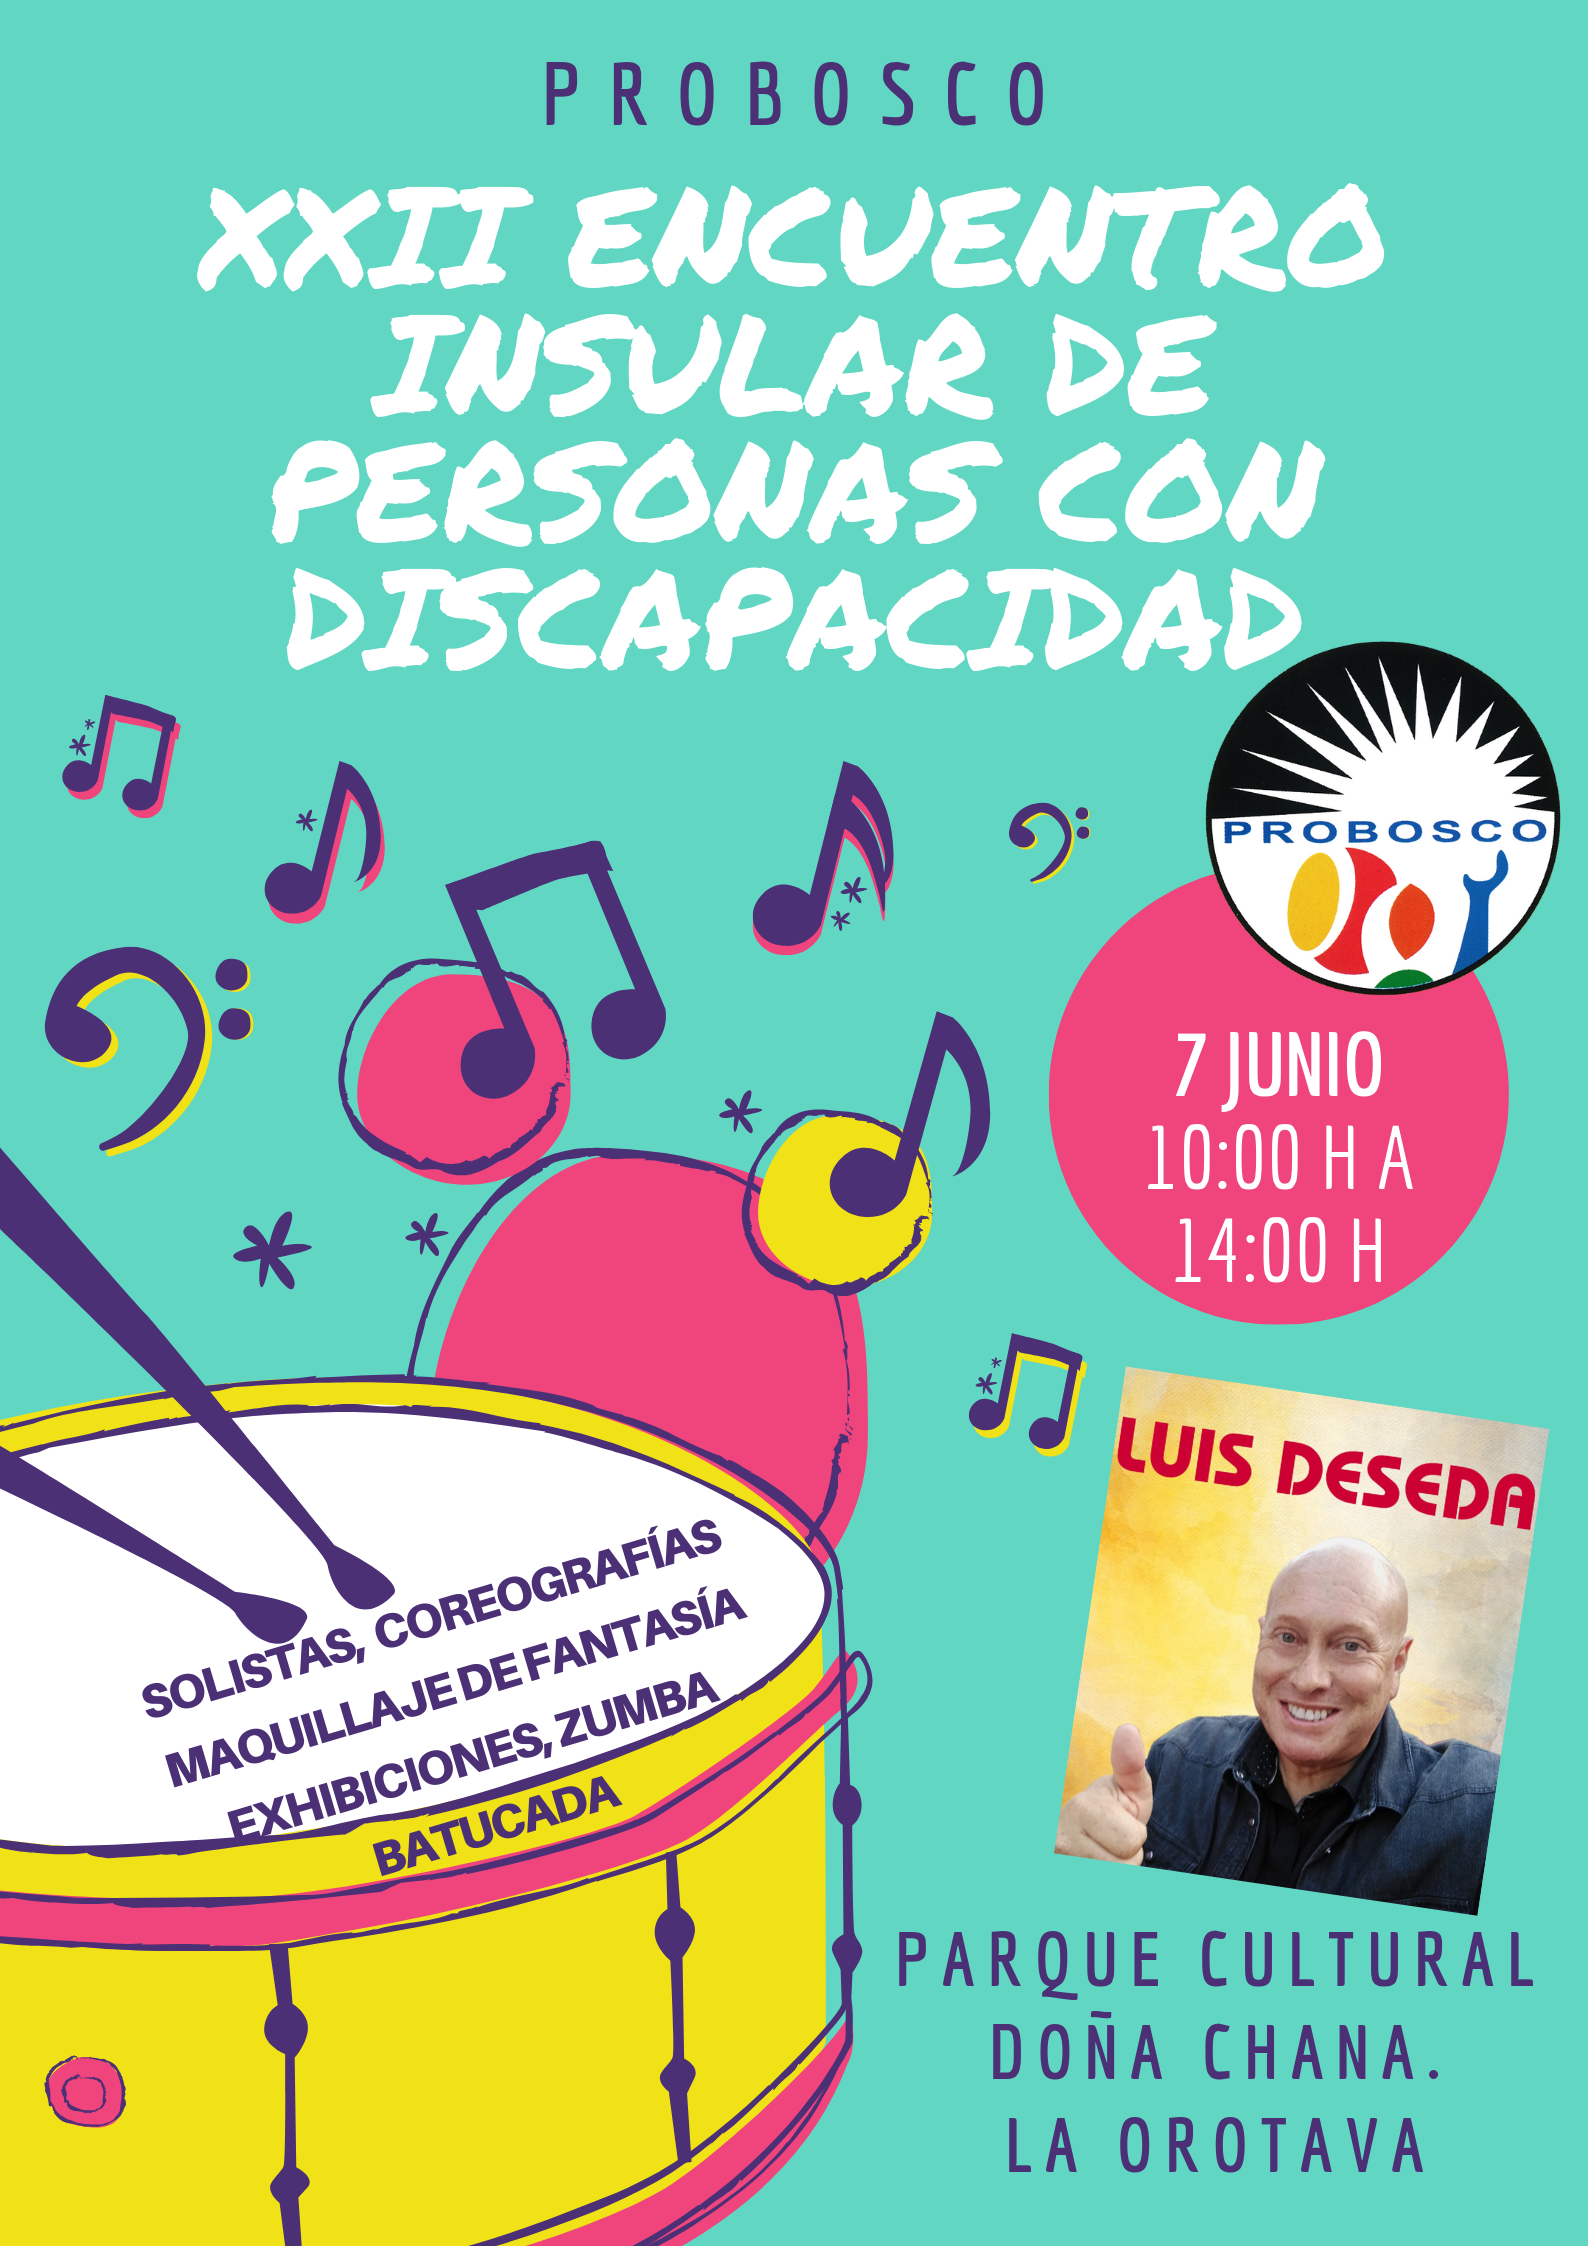 PROBOSCO
XXII ENCUENTRO
INSULAR DE
PERSONAS CON
DISCAPACIDAD
PROBOSCO
7 JUNIO
10:00 H A
14:00 H
LUIS DESEDA
SOLISTAS, COREOGRAFÍAS
MAQUILLAJE DE FANTASÍA
EXHIBICIONES, ZUMBA
BATUCADA
PARQUE CULTURAL
DOÑA CHANA.
LA OROTAVA